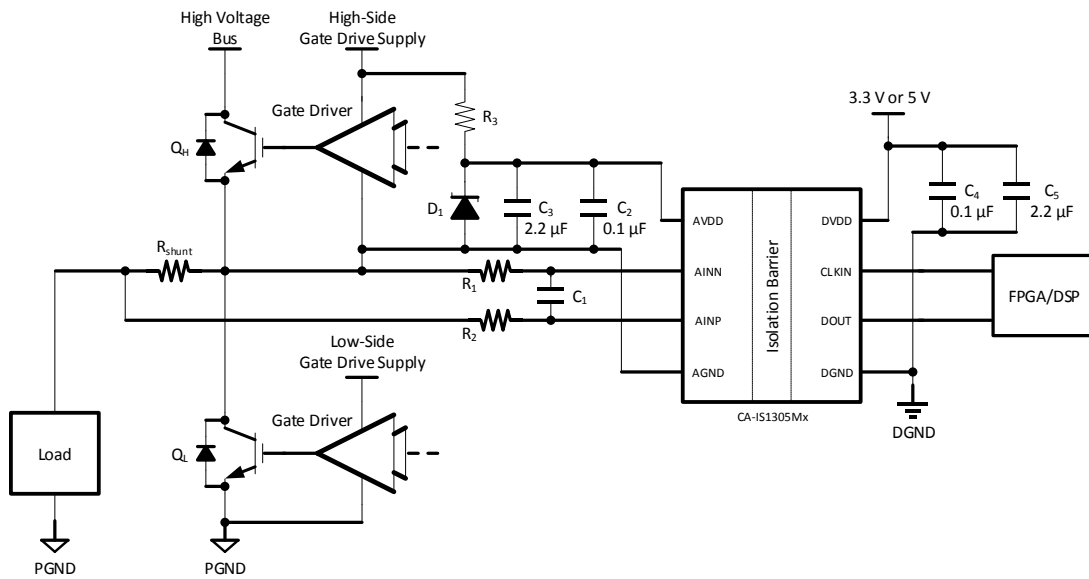 High Voltage
Bus
High-Side
Gate Drive Supply
Gate Driver
R3
3.3 V or 5 V
QH
D1
C3
2.2 µF
C2
0.1 µF
C4
0.1 µF
C5
2.2 µF
AVDD
DVDD
Rshunt
R1
C1
AINN
CLKIN
FPGA/DSP
R2
AINP
DOUT
Isolation Barrier
Low-Side
Gate Drive Supply
AGND
DGND
CA-IS1305Mx
Gate Driver
DGND
Load
QL
PGND
PGND